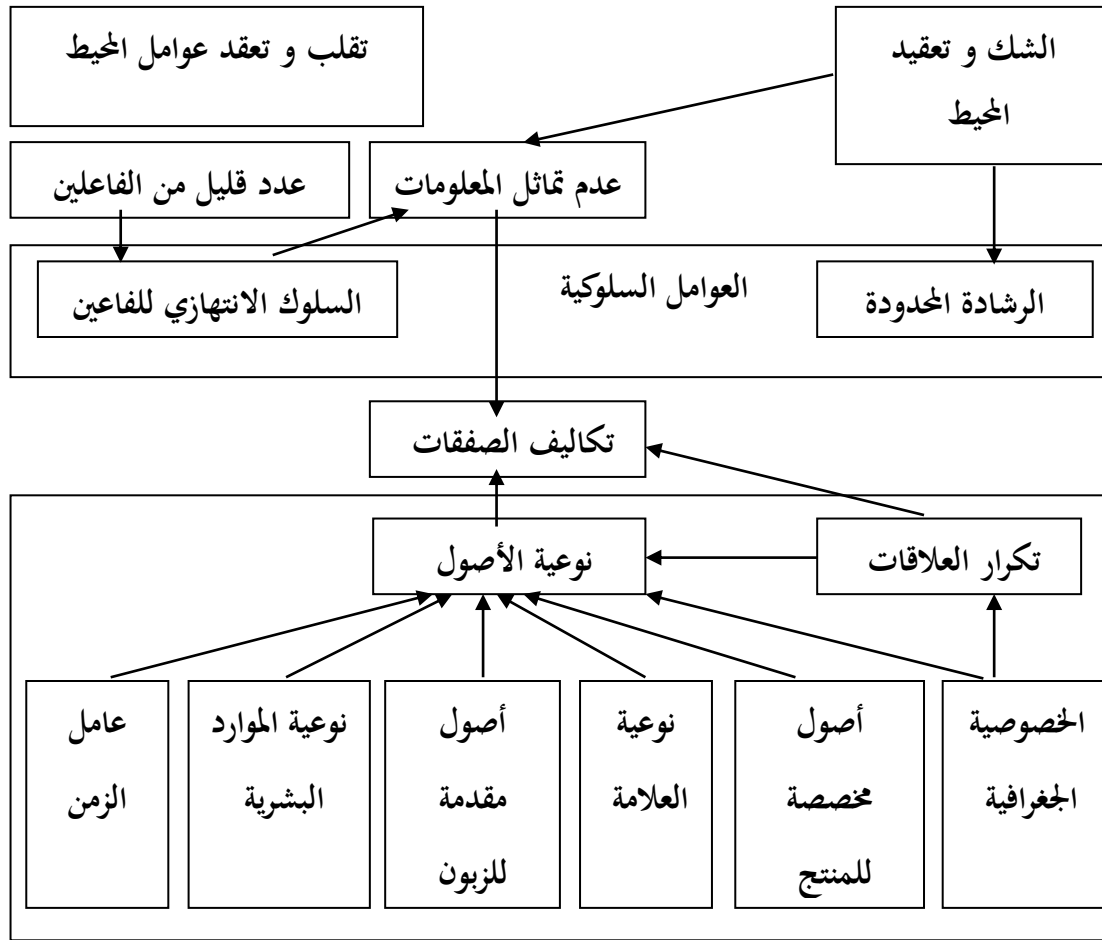 الشك و تعقيد
المحيط
تقلب و تعقد عوامل المحيط
عدم تماثل المعلومات
عدد قليل من الفاعلين
العوامل السلوكية
الرشادة المحدودة
السلوك الانتهازي للفاعين
تكاليف الصفقات
تكرار العلاقات
نوعية الأصول
الخصوصية
الجغرافية
أصول
مخصصة
للمنتج
نوعية
العلامة
أصول
مقدمة
للزبون
نوعية الموارد
البشرية
عامل
الزمن